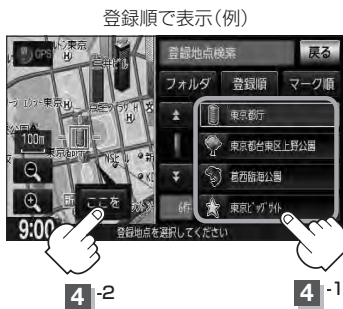 登録順で表示(例)
GPS
登録地点検索
戻る
フォルダ
登録順
マーク順
100m
東京都庁
東京都台東区上野公園
葛西臨海公園
6件
東京ビッグサイト
ここを
9:00
登録地点を選択してください
4-2
4-1